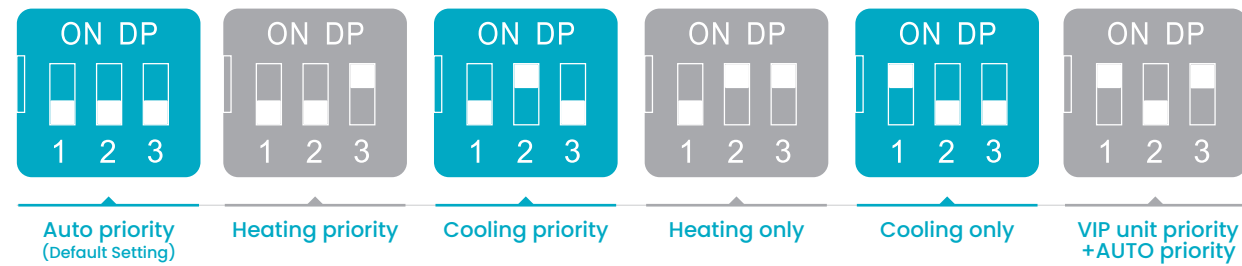 ON DP
1 2 3
Auto priority
(Default Setting)
ON DP
1 2 3
Heating priority
ON DP
1 2 3
Cooling priority
ON DP
1 2 3
Heating only
ON DP
1 2 3
Cooling only
ON DP
1 2 3
VIP unit priority
+AUTO priority